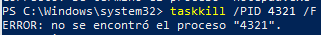 PS C:\Windows\system32> taskkill /PID 4321 /F
ERROR: no se encontró el proceso "4321".